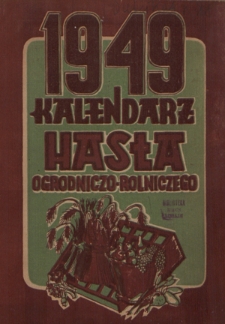 1949
KALENDARZ
HASŁA
OGRODNICZO-ROLNICZEGO